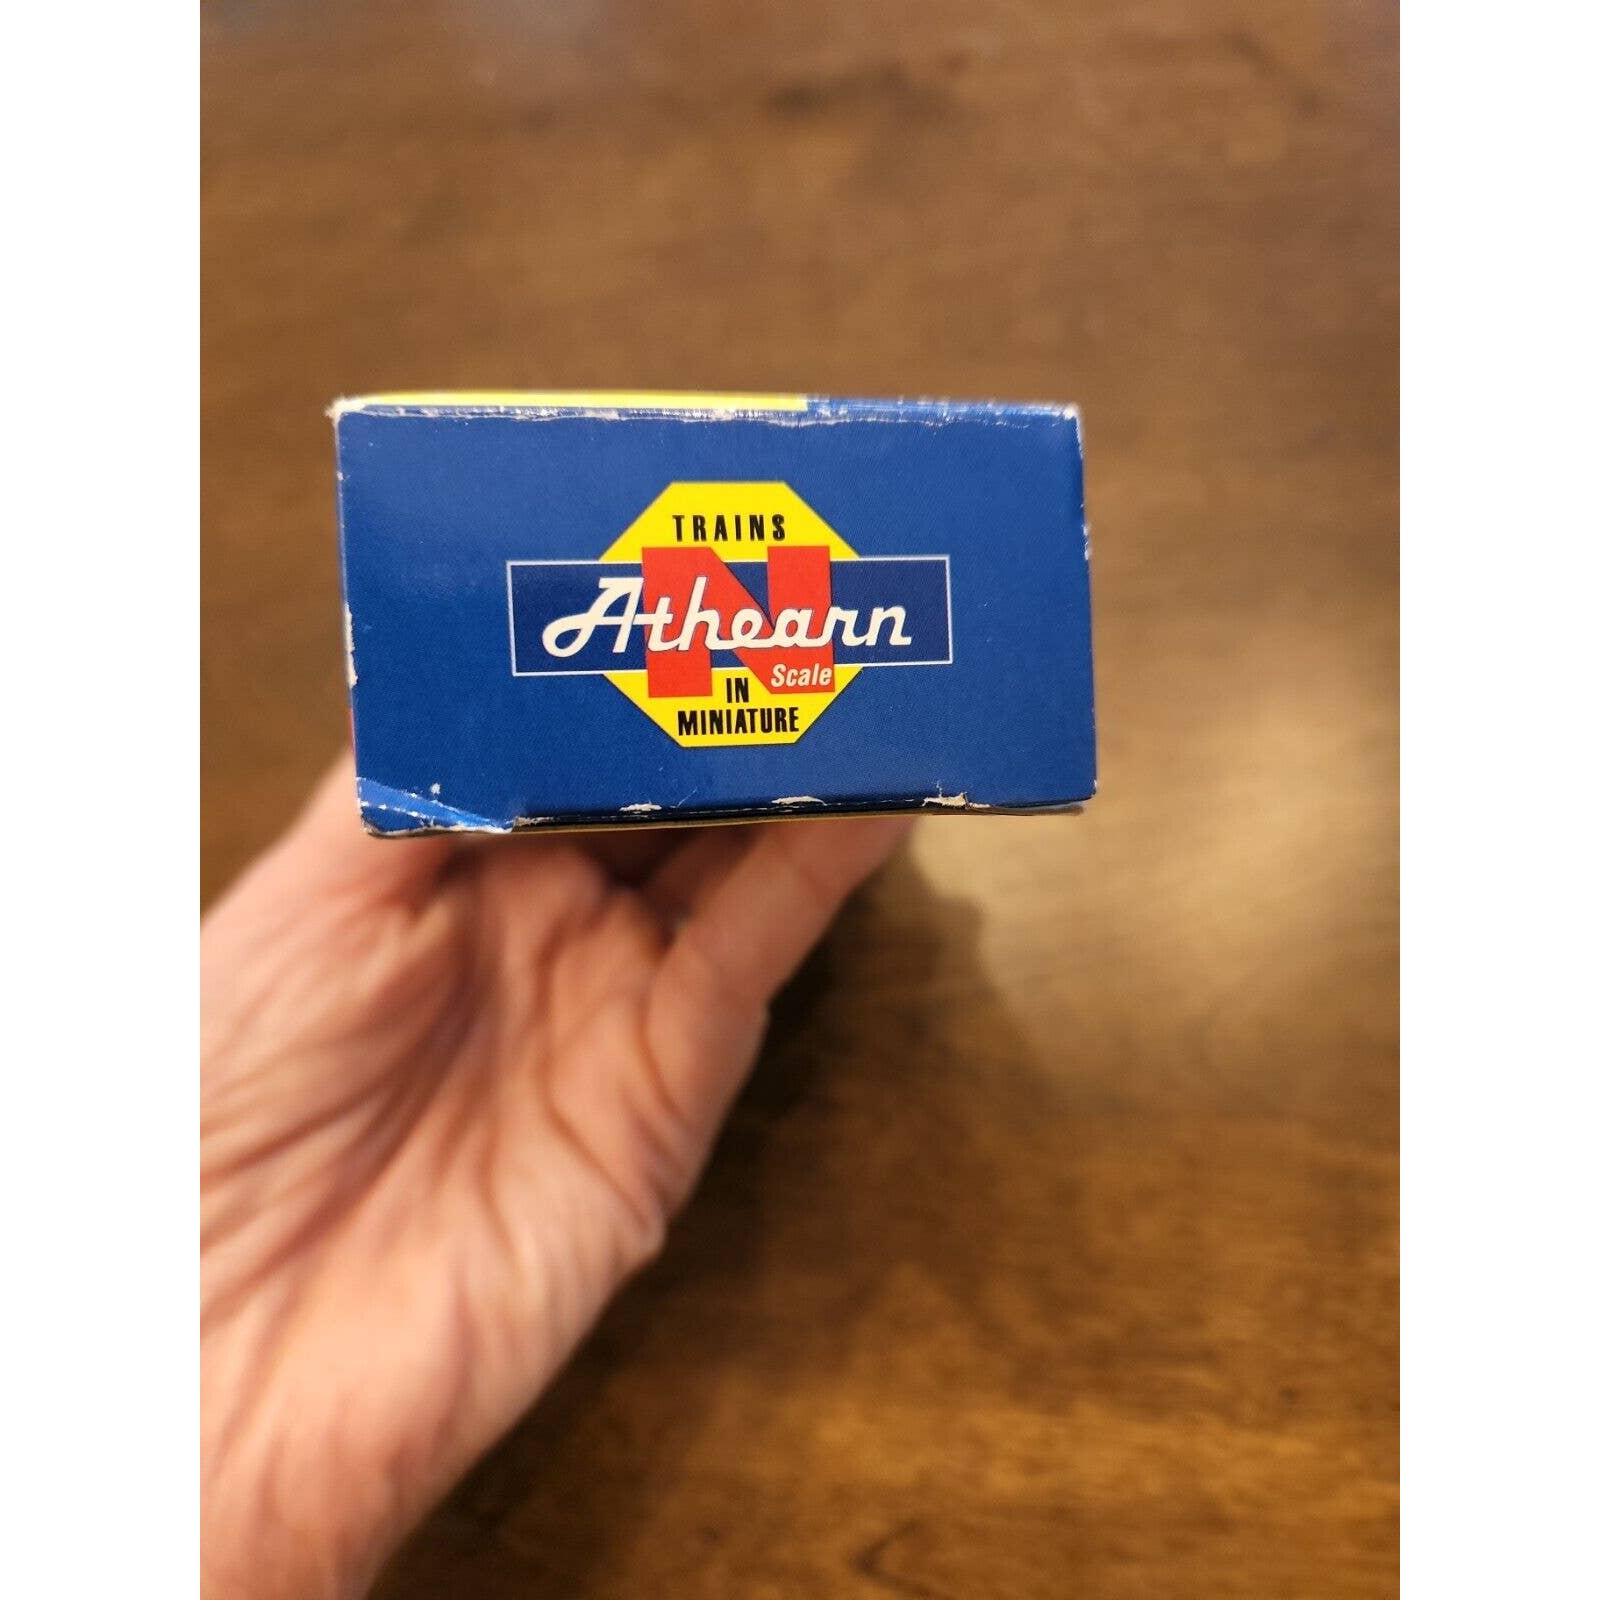 TRAINS
N
Athearn
Scale
IN
MINIATURE